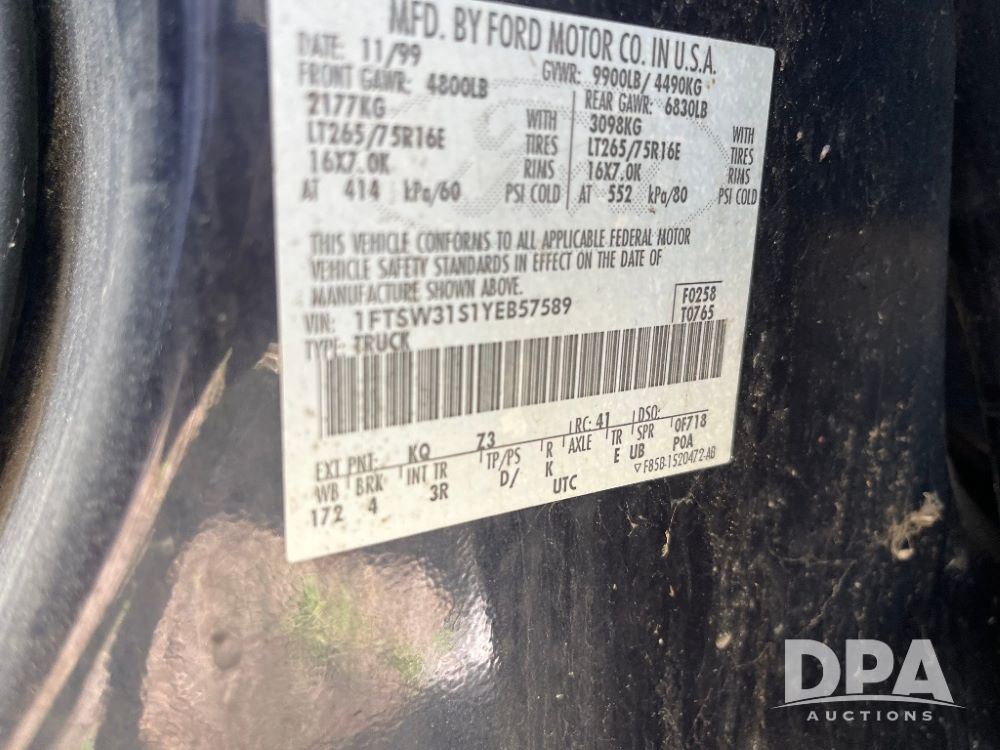 MFD. BY FORD MOTOR CO. IN U.S.A.
DATE: 11/99 GVWR: 9900LB/ 4490KG
FRONT GAWR: 4800LB REAR GAWR: 6830LB
2177KG WITH 3098KG WITH
LT265/75R16E TIRES LT265/75R16E TIRES
16X7.0K RIMS 16X7.0K RIMS
AT 414 kPa/60 PSI COLD AT 552 kPa/80 PSI COLD
THIS VEHICLE CONFORMS TO ALL APPLICABLE FEDERAL MOTOR
VEHICLE SAFETY STANDARDS IN EFFECT ON THE DATE OF
MANUFACTURE SHOWN ABOVE.
VIN: 1FTSW31S1YEB57589 F0258
TYPE: TRUCK T0765
EXT PNT: KQ Z3 RC: 41 DSO:
WB BRK INT TR TP/PS R AXLE TR SPR 0F718
172 4 3R D/ K E UB POA
UTC ▽ F85B-1520472-AB
DPA
AUCTIONS